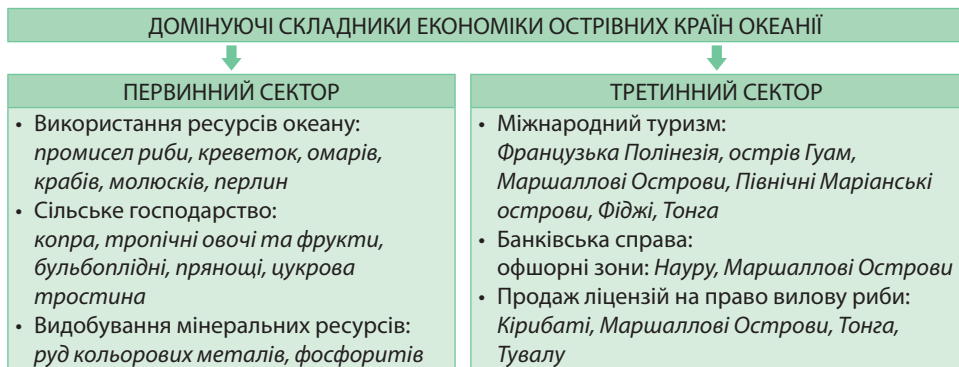 ДОМІНУЮЧІ СКЛАДНИКИ ЕКОНОМІКИ ОСТРІВНИХ КРАЇН ОКЕАНІЇ
ПЕРВИННИЙ СЕКТОР
• Використання ресурсів океану:
промисел риби, креветок, омарів,
крабів, молюсків, перлин
• Сільське господарство:
копра, тропічні овочі та фрукти,
бульбоплідні, прянощі, цукрова
тростина
• Видобування мінеральних ресурсів:
руд кольорових металів, фосфоритів
ТРЕТИННИЙ СЕКТОР
• Міжнародний туризм:
Французька Полінезія, острів Гуам,
Маршаллові Острови, Північні Маріанські
острови, Фіджі, Тонга
• Банківська справа:
офшорні зони: Науру, Маршаллові Острови
• Продаж ліцензій на право вилову риби:
Кірибаті, Маршаллові Острови, Тонга,
Тувалу